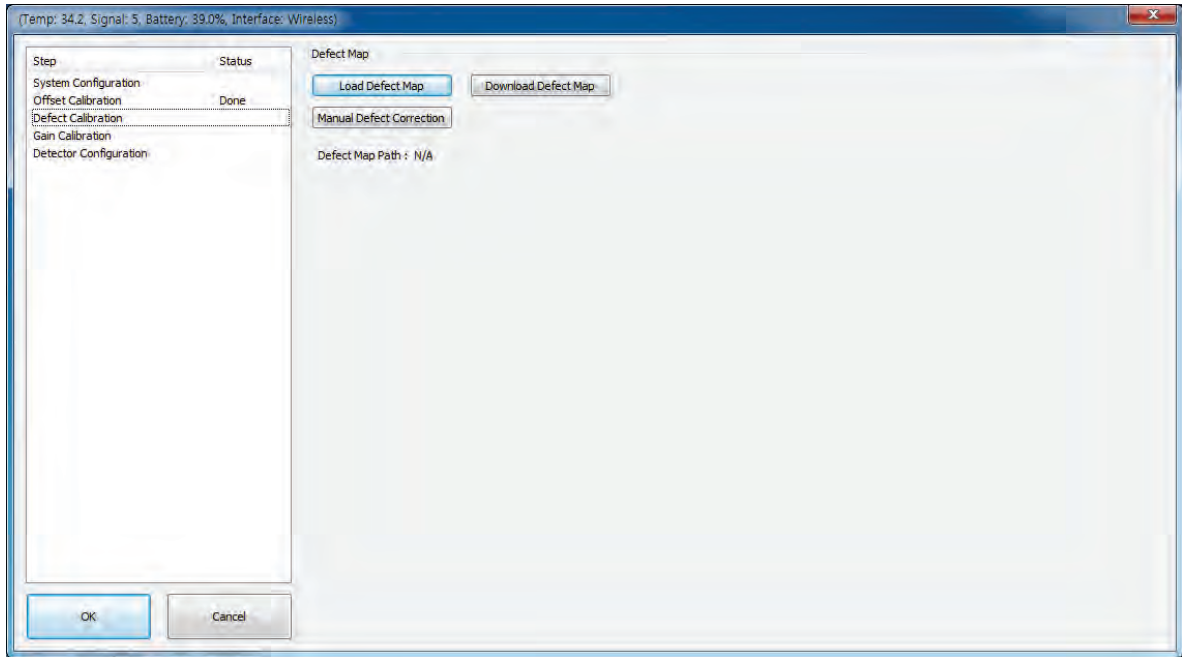 (Temp: 34.2, Signal: 5, Battery: 39.0%, Interface: Wireless)
Step Status
System Configuration
Offset Calibration Done
Defect Calibration
Gain Calibration
Detector Configuration
OK Cancel
Defect Map
Load Defect Map Download Defect Map
Manual Defect Correction
Defect Map Path : N/A